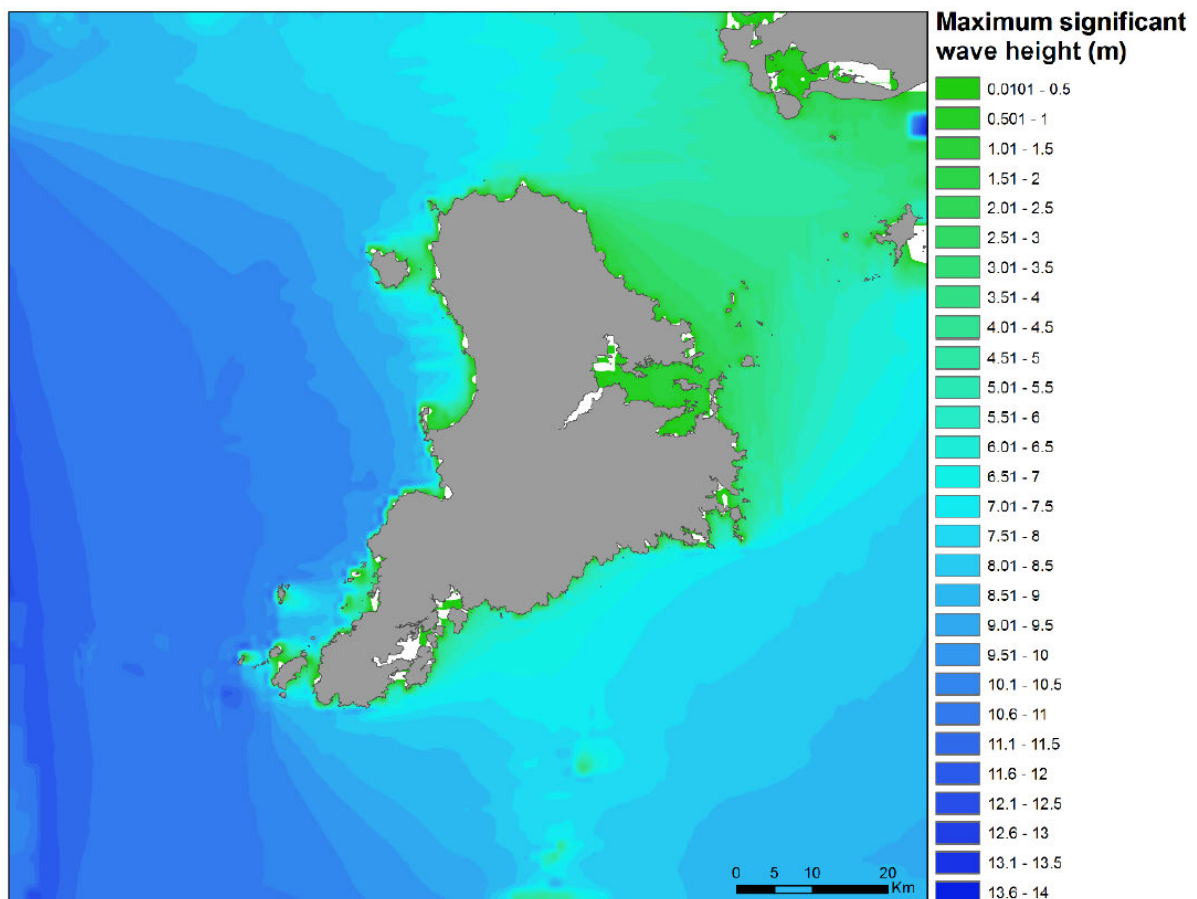 Maximum significant
wave height (m)
0.0101 - 0.5
0.501 - 1
1.01 - 1.5
1.51 - 2
2.01 - 2.5
2.51 - 3
3.01 - 3.5
3.51 - 4
4.01 - 4.5
4.51 - 5
5.01 - 5.5
5.51 - 6
6.01 - 6.5
6.51 - 7
7.01 - 7.5
7.51 - 8
8.01 - 8.5
8.51 - 9
9.01 - 9.5
9.51 - 10
10.1 - 10.5
10.6 - 11
11.1 - 11.5
11.6 - 12
12.1 - 12.5
12.6 - 13
13.1 - 13.5
13.6 - 14
0 5 10 20
Km